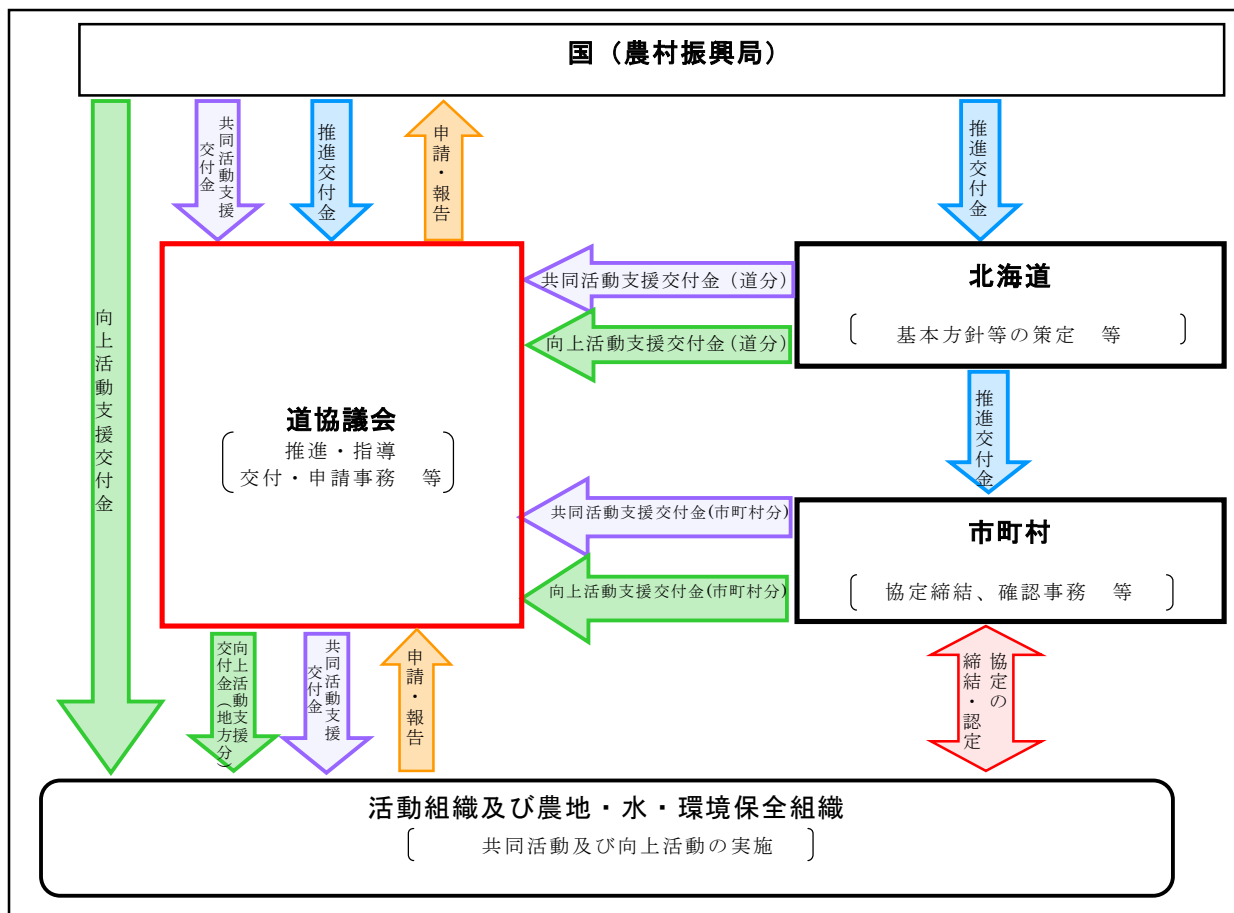 国（農村振興局）
共同活動支援
交付金
推進交付金
申請・報告
推進交付金
向上活動支援交付金
共同活動支援交付金（道分）
向上活動支援交付金（道分）
北海道
基本方針等の策定　等
道協議会
推進・指導
交付・申請事務　等
推進交付金
共同活動支援交付金(市町村分)
向上活動支援交付金(市町村分)
市町村
協定締結、確認事務　等
向上活動支援
交付金（地方分）
共同活動支援
交付金
申請・報告
協定の
締結・認定
活動組織及び農地・水・環境保全組織
共同活動及び向上活動の実施